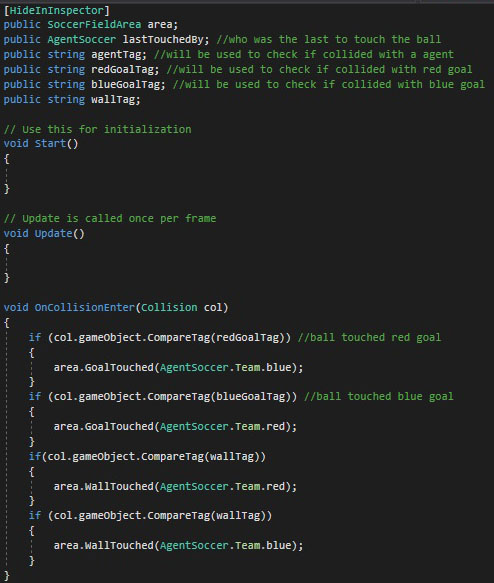 [HideInInspector]
public SoccerFieldArea area;
public AgentSoccer lastTouchedBy; //who was the last to touch the ball
public string agentTag; //will be used to check if collided with a agent
public string redGoalTag; //will be used to check if collided with red goal
public string blueGoalTag; //will be used to check if collided with blue goal
public string wallTag;
// Use this for initialization
void Start()
{
}
// Update is called once per frame
void Update()
{
}
void OnCollisionEnter(Collision col)
{
if (col.gameObject.CompareTag(redGoalTag)) //ball touched red goal
{
area.GoalTouched(AgentSoccer.Team.blue);
}
if (col.gameObject.CompareTag(blueGoalTag)) //ball touched blue goal
{
area.GoalTouched(AgentSoccer.Team.red);
}
if(col.gameObject.CompareTag(wallTag))
{
area.WallTouched(AgentSoccer.Team.red);
}
if (col.gameObject.CompareTag(wallTag))
{
area.WallTouched(AgentSoccer.Team.blue);
}
}